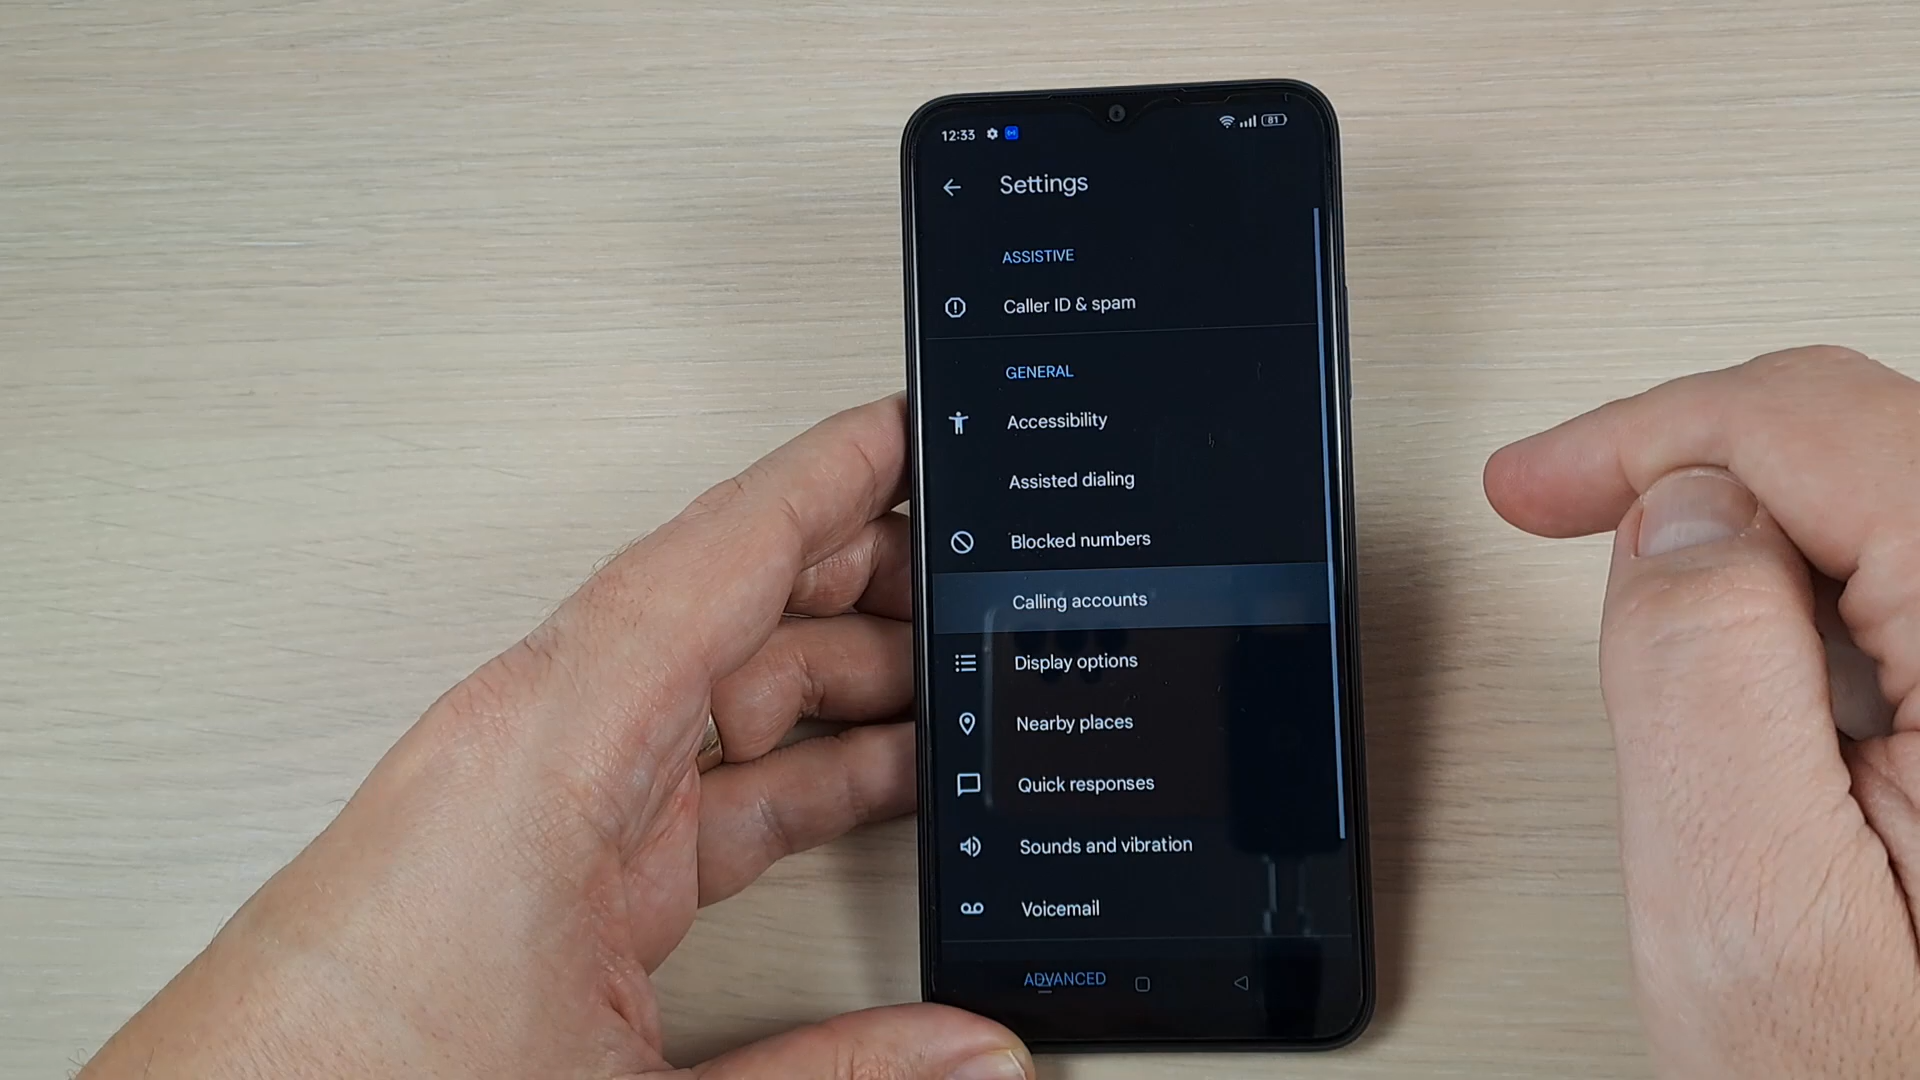 12:33
81
Settings
ASSISTIVE
Caller ID & spam
GENERAL
Accessibility
Assisted dialing
Blocked numbers
Calling accounts
Display options
Nearby places
Quick responses
Sounds and vibration
Voicemail
ADVANCED